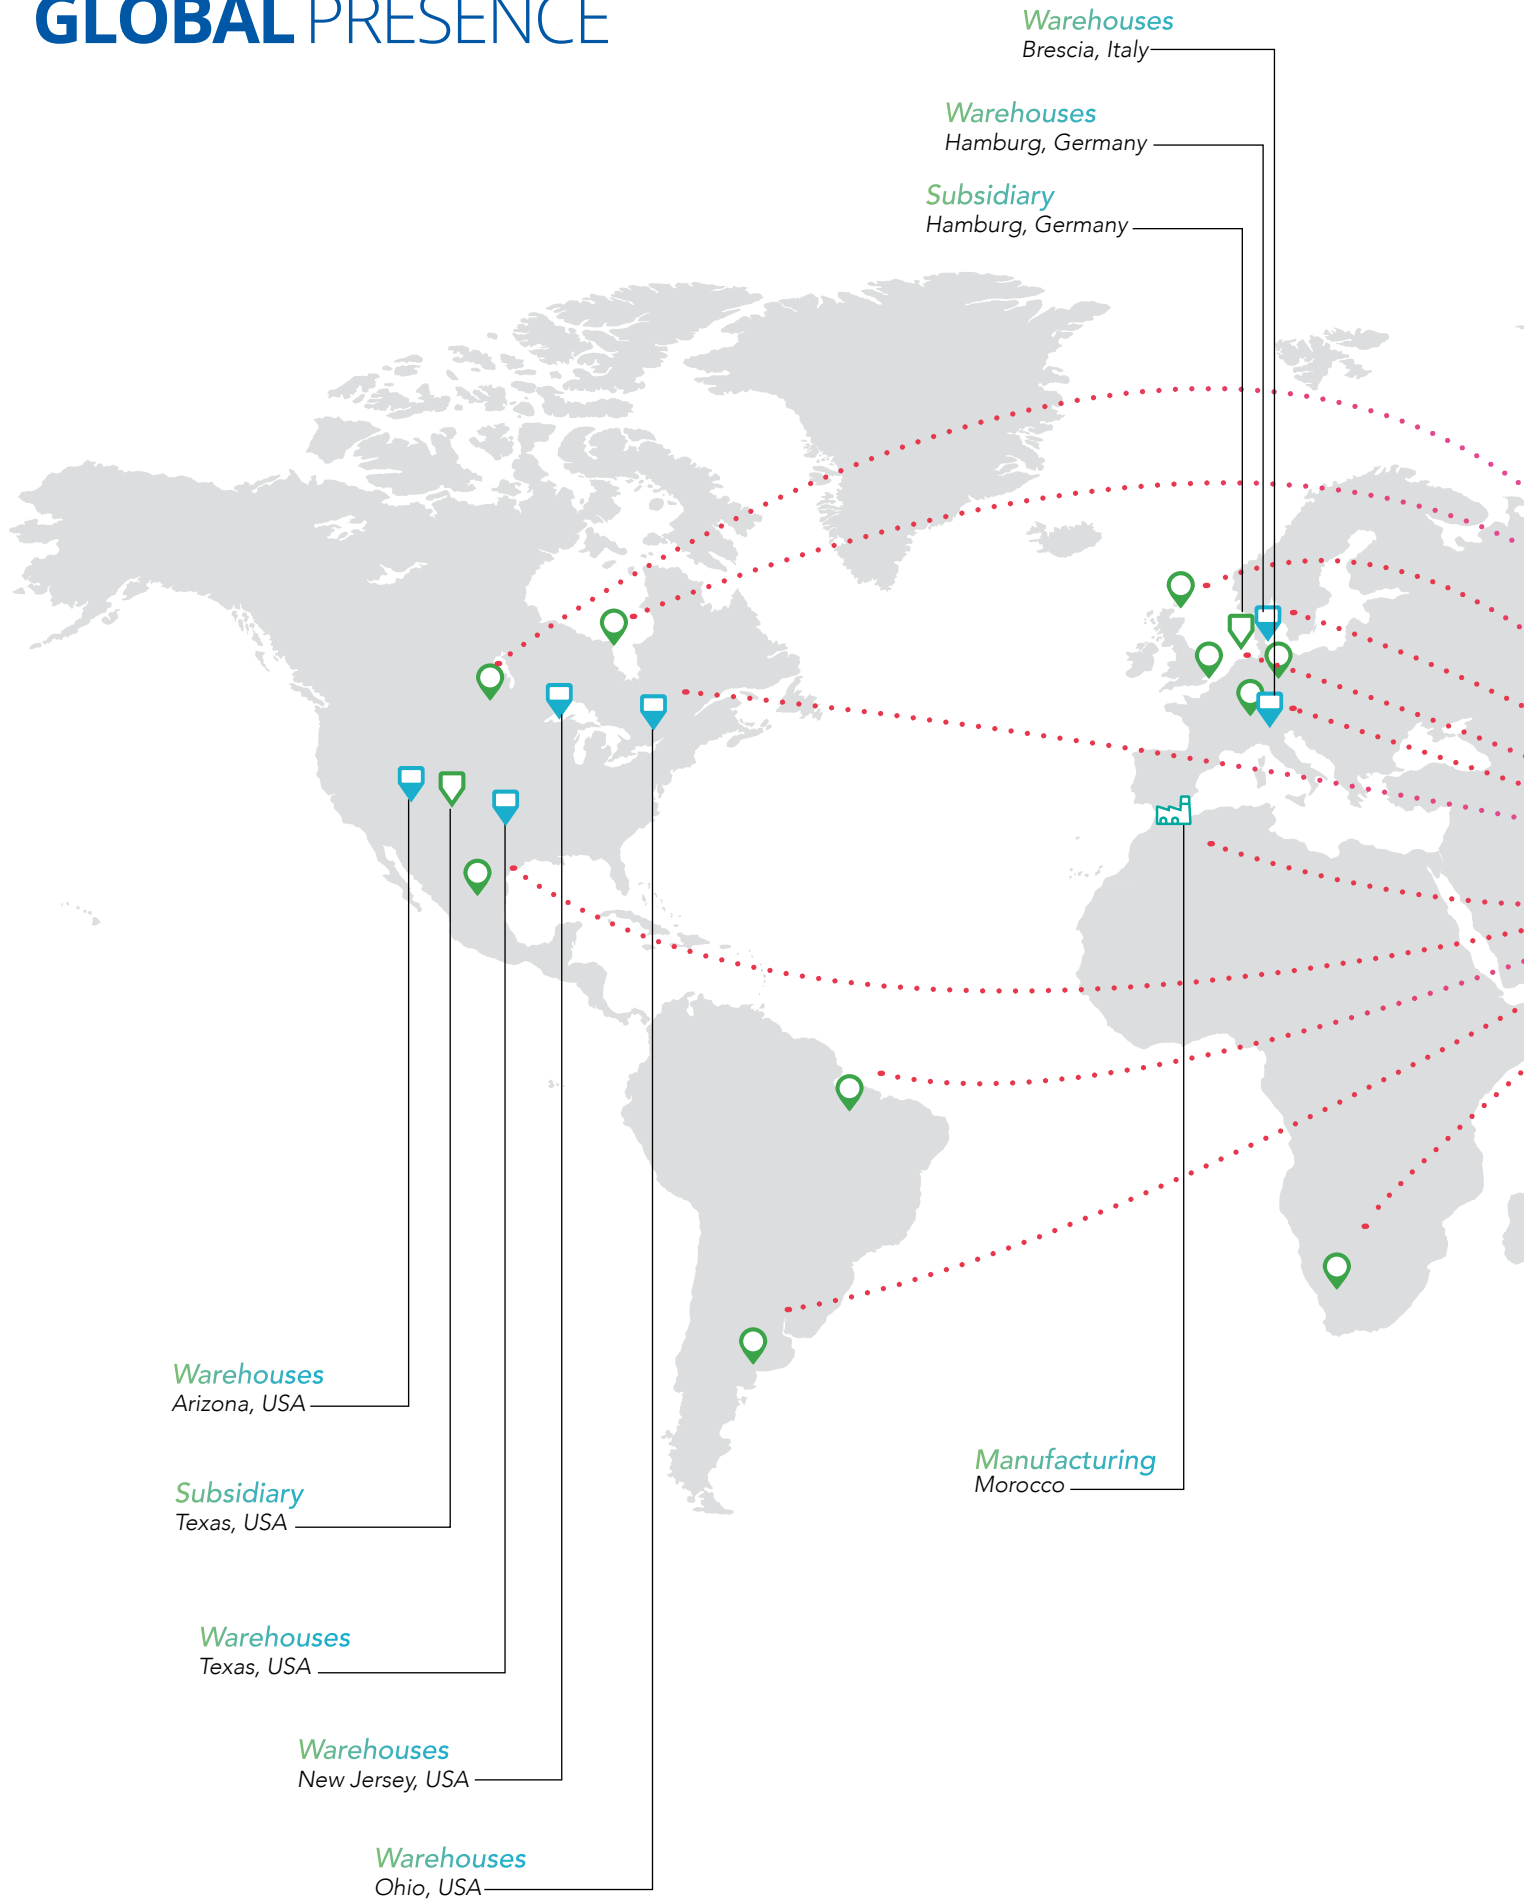 GLOBAL PRESENCE
Warehouses
Brescia, Italy
Warehouses
Hamburg, Germany
Subsidiary
Hamburg, Germany
Warehouses
Arizona, USA
Manufacturing
Morocco
Subsidiary
Texas, USA
Warehouses
Texas, USA
Warehouses
New Jersey, USA
Warehouses
Ohio, USA